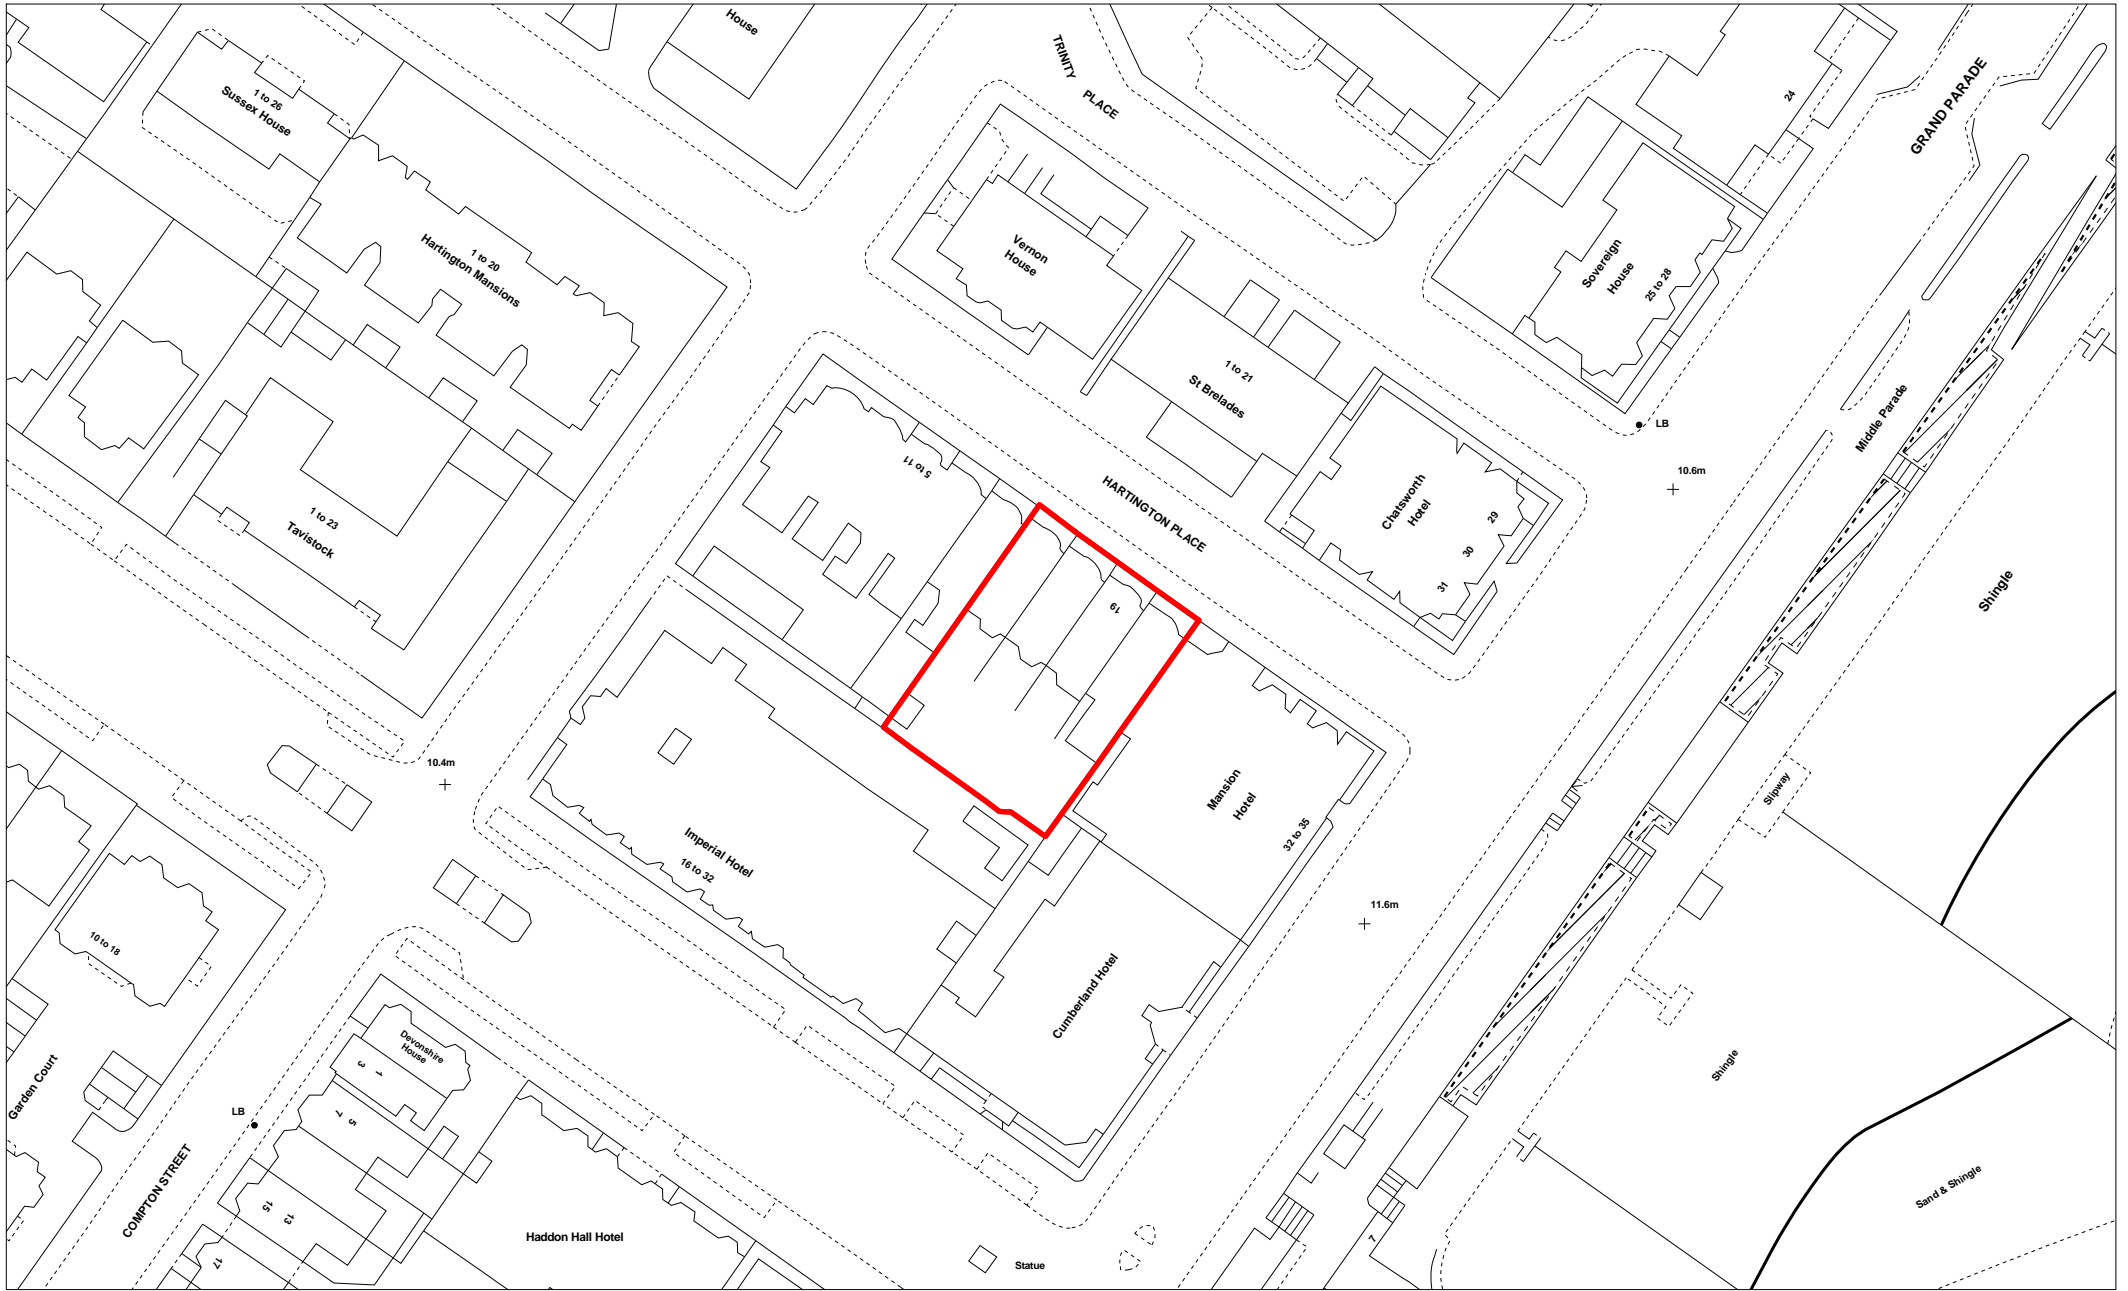 House
TRINITY
PLACE
GRAND PARADE
24
1 to 26
Sussex House
1 to 20
Hartington Mansions
Vernon
House
Sovereign
House
25 to 28
1 to 21
St Brelades
LB
Middle Parade
10.6m
5 to 11
HARTINGTON PLACE
Chatsworth
Hotel
29
30
31
1 to 23
Tavistock
19
Shingle
10.4m
Mansion
Hotel
32 to 35
Slipway
Imperial Hotel
16 to 32
11.6m
10 to 18
Cumberland Hotel
Devonshire
House
1
3
Garden Court
LB
5
7
Shingle
COMPTON STREET
13
15
17
Haddon Hall Hotel
Statue
7
Sand & Shingle